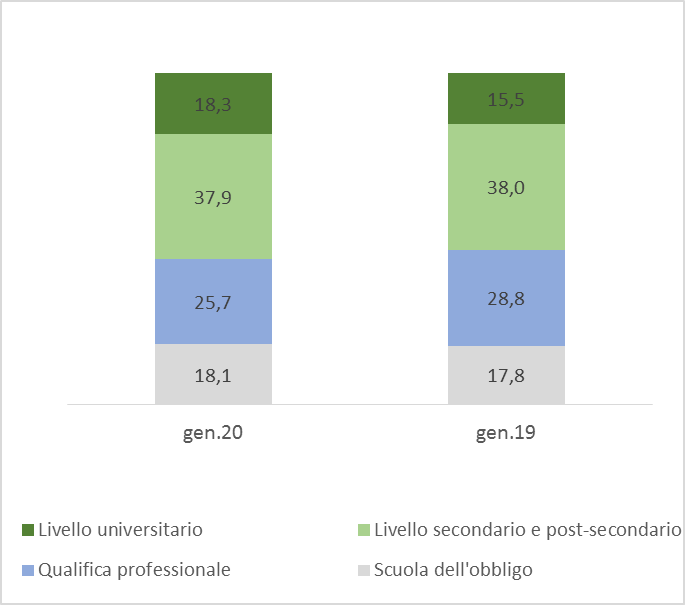 18,3 15,5
37,9 38,0
25,7 28,8
18,1 17,8
gen.20 gen.19
Livello universitario Livello secondario e post-secondario
Qualifica professionale Scuola dell'obbligo